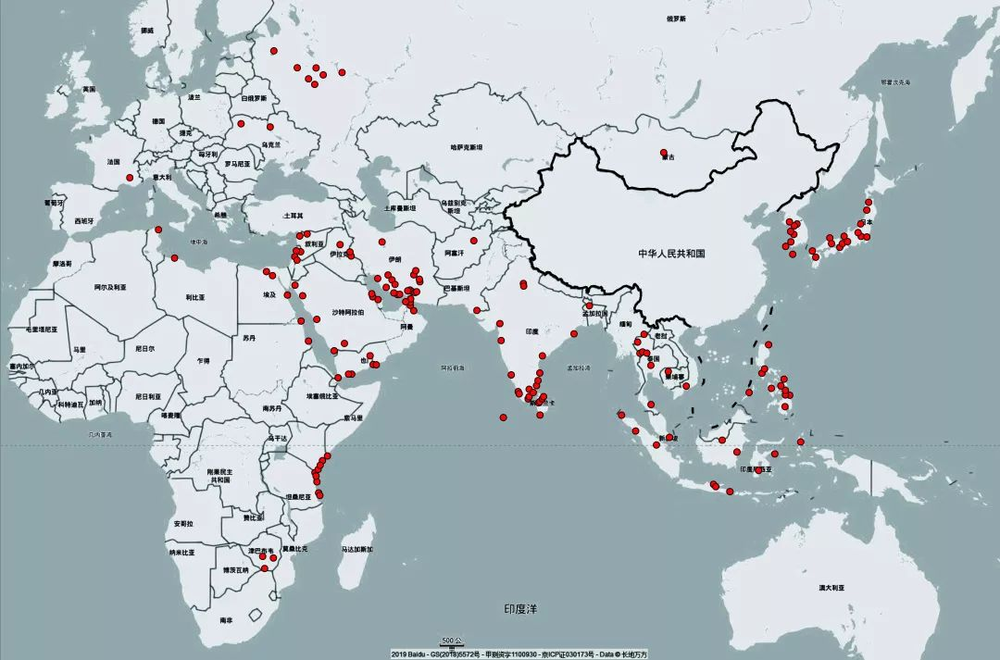 俄罗斯
挪威
鄂霍次克海
英国
波兰
白俄罗斯
德国
捷克
乌克兰
哈萨克斯坦
匈牙利
法国
罗马尼亚
蒙古
意大利
葡萄牙
西班牙
希腊
土耳其
土库曼斯坦
乌兹别克
斯坦
日本
地中海
叙利亚
伊拉克
伊朗
阿富汗
中华人民共和国
摩洛哥
阿尔及利亚
利比亚
埃及
巴基斯坦
沙特阿拉伯
阿曼
孟加拉国
缅甸
老挝
毛里塔尼亚
马里
尼日尔
乍得
苏丹
印度
泰国
柬埔寨
塞内加尔
阿拉伯海
孟加拉湾
几内亚
科特迪瓦
加纳
尼日利亚
喀麦隆
南苏丹
埃塞俄比亚
索马里
几内亚湾
乌干达
刚果民主
共和国
坦桑尼亚
印度尼西亚
安哥拉
赞比亚
纳米比亚
津巴布韦
莫桑比克
马达加斯加
博茨瓦纳
南非
澳大利亚
印度洋
500 公
2019 Baidu - GS(2018)5572号 - 甲测资字1100930 - 京ICP证030173号 - Data © 长地万方